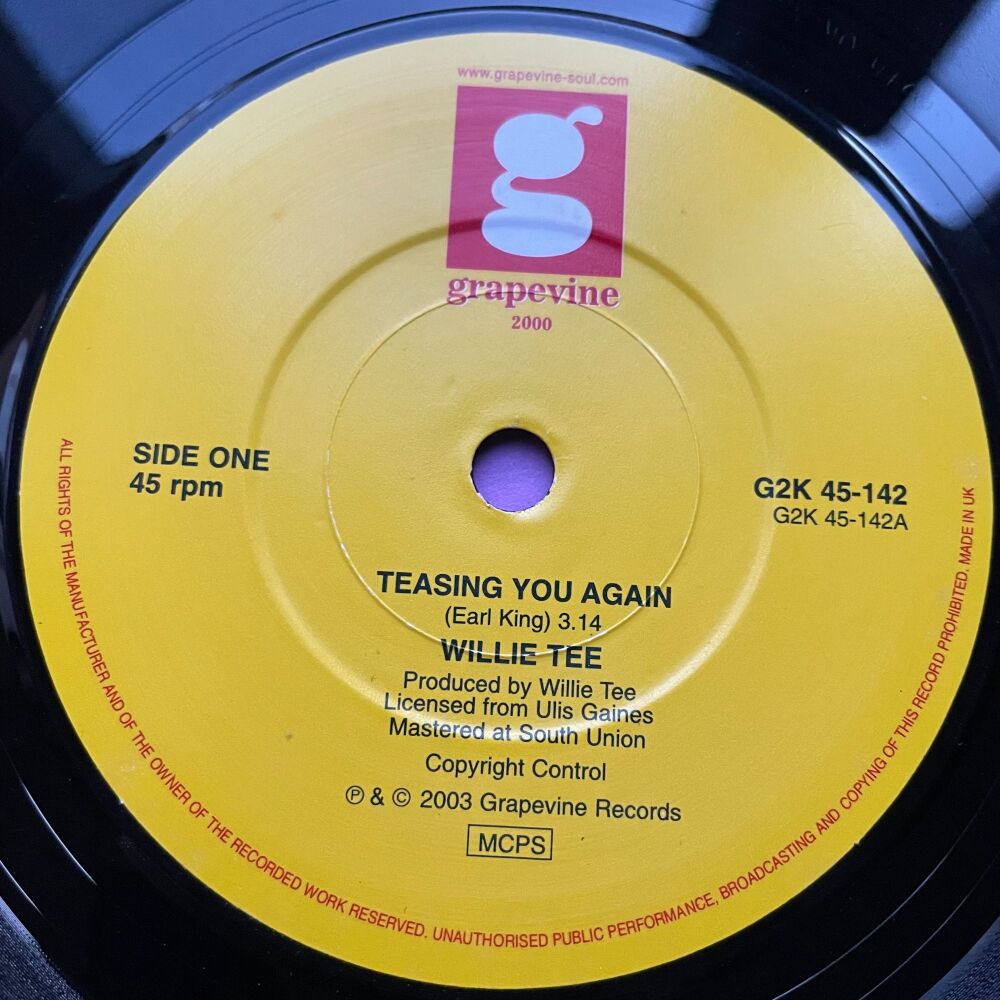 www.grapevine-soul.com
g
grapevine
2000
SIDE ONE
45 rpm
G2K 45-142
G2K 45-142A
TEASING YOU AGAIN
(Earl King) 3.14
WILLIE TEE
Produced by Willie Tee
Licensed from Ulis Gaines
Mastered at South Union
Copyright Control
℗ & © 2003 Grapevine Records
MCPS
ALL RIGHTS OF THE MANUFACTURER AND OF THE OWNER OF THE RECORDED WORK RESERVED. UNAUTHORISED PUBLIC PERFORMANCE, BROADCASTING AND COPYING OF THIS RECORD PROHIBITED. MADE IN UK